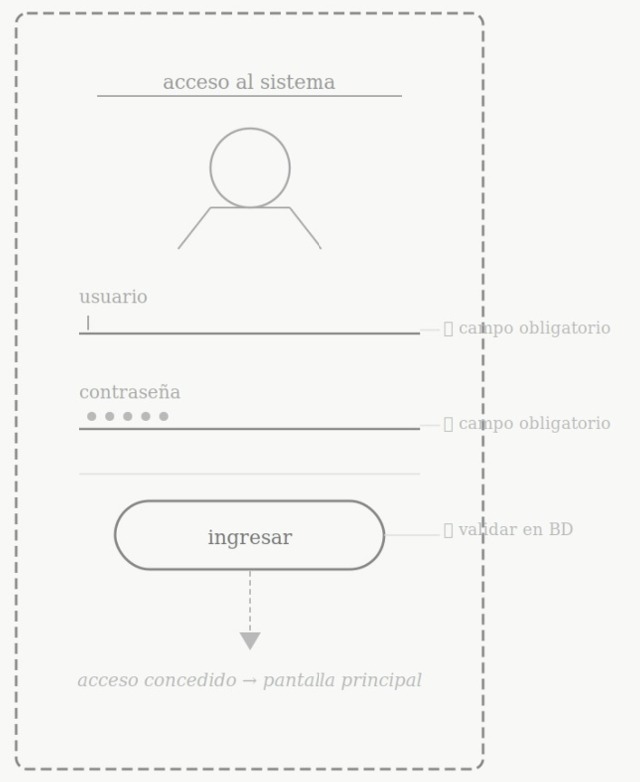 acceso al sistema
usuario
campo obligatorio
contraseña
campo obligatorio
ingresar
validar en BD
acceso concedido → pantalla principal